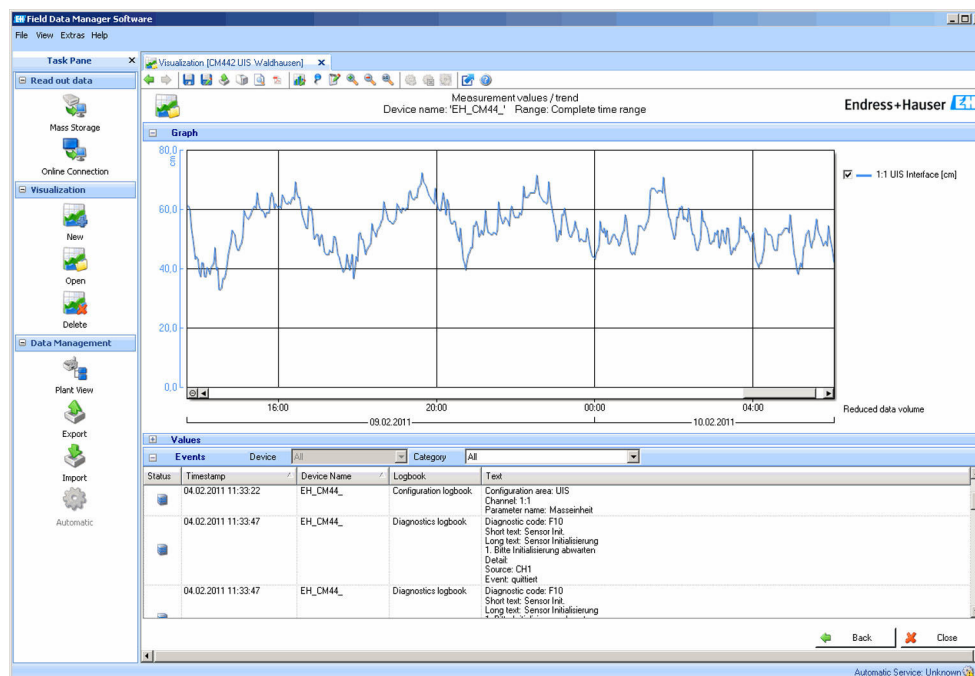 Field Data Manager Software
File View Extras Help
Task Pane
Read out data
Mass Storage
Online Connection
Visualization
New
Open
Delete
Data Management
Plant View
Export
Import
Automatic
Visualization [CM442 UIS Waldhausen]
Measurement values / trend
Device name: 'EH_CM44_' Range: Complete time range
Endress+Hauser
Graph
80,0
cm
60,0
40,0
20,0
0,0
16:00 20:00 00:00 04:00
09.02.2011 10.02.2011
1:1 UIS Interface [cm]
Reduced data volume
Values
Events Device All Category All
Status Timestamp Device Name Logbook Text
04.02.2011 11:33:22 EH_CM44_ Configuration logbook Configuration area: UIS
Channel: 1:1
Parameter name: Masseinheit
04.02.2011 11:33:47 EH_CM44_ Diagnostics logbook Diagnostic code: F10
Short text: Sensor Init.
Long text: Sensor Initialisierung
1. Bitte Initialisierung abwarten
Detail:
Source: CH1
Event: quittiert
04.02.2011 11:33:47 EH_CM44_ Diagnostics logbook Diagnostic code: F10
Short text: Sensor Init.
Long text: Sensor Initialisierung
Back Close
Automatic Service: Unknown